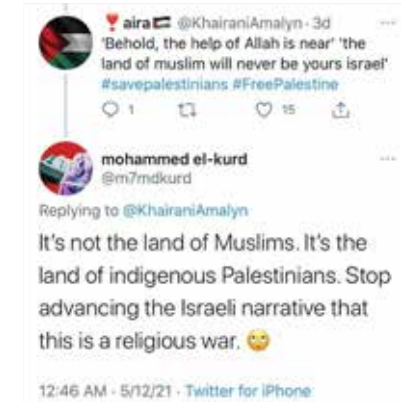 aira @KhairaniAmalyn · 3d
'Behold, the help of Allah is near' 'the
land of muslim will never be yours israel'
#savepalestinians #FreePalestine
1 15
mohammed el-kurd
@m7mdkurd
Replying to @KhairaniAmalyn
It's not the land of Muslims. It's the
land of indigenous Palestinians. Stop
advancing the Israeli narrative that
this is a religious war. 🙄
12:46 AM · 5/12/21 · Twitter for iPhone